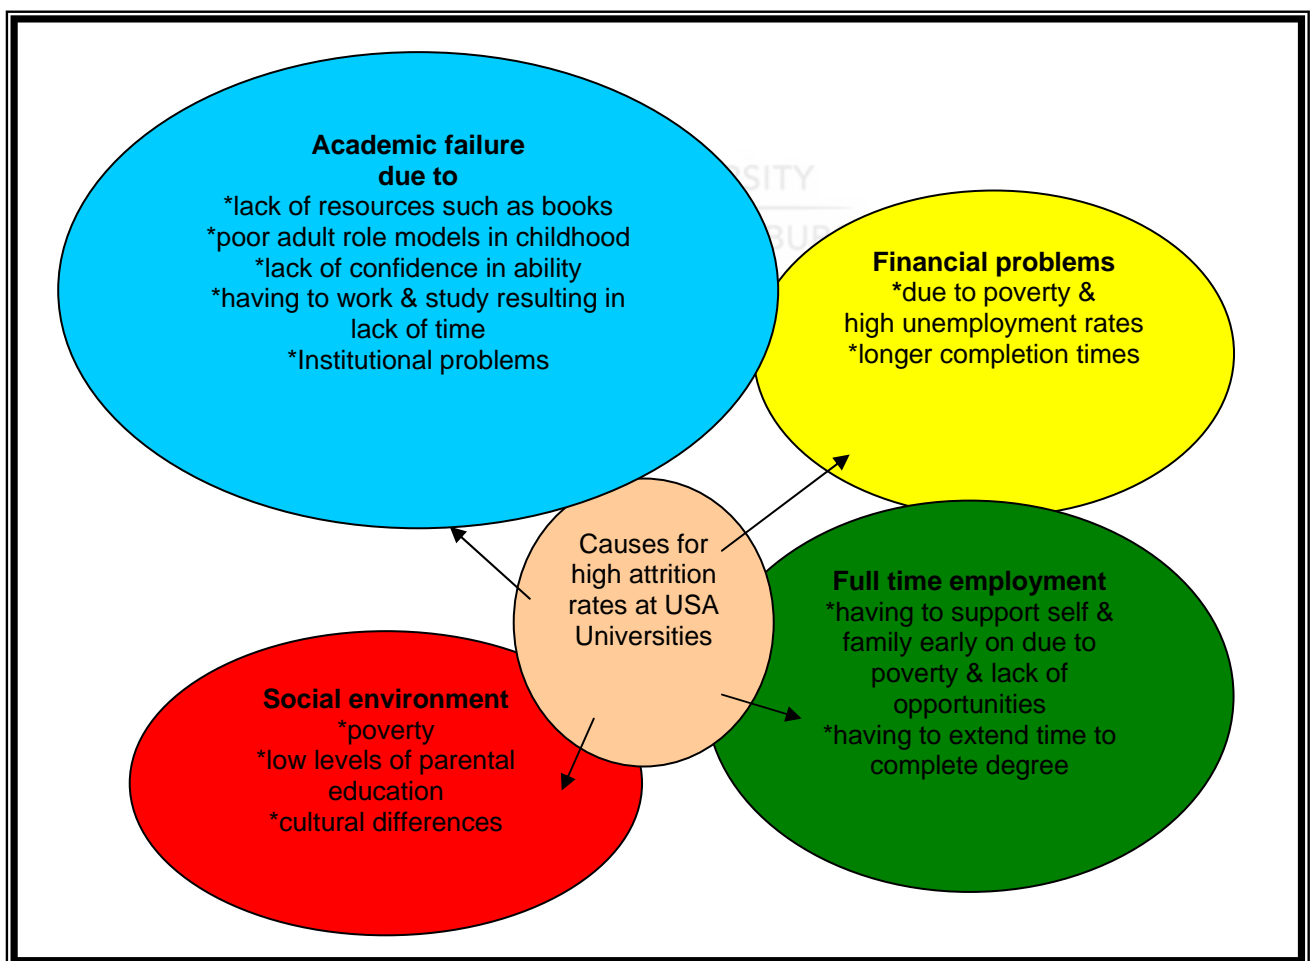 Academic failure
due to
*lack of resources such as books
*poor adult role models in childhood
*lack of confidence in ability
*having to work & study resulting in
lack of time
*Institutional problems
Financial problems
*due to poverty &
high unemployment rates
*longer completion times
Causes for
high attrition
rates at USA
Universities
Full time employment
*having to support self &
family early on due to
poverty & lack of
opportunities
*having to extend time to
complete degree
Social environment
*poverty
*low levels of parental
education
*cultural differences